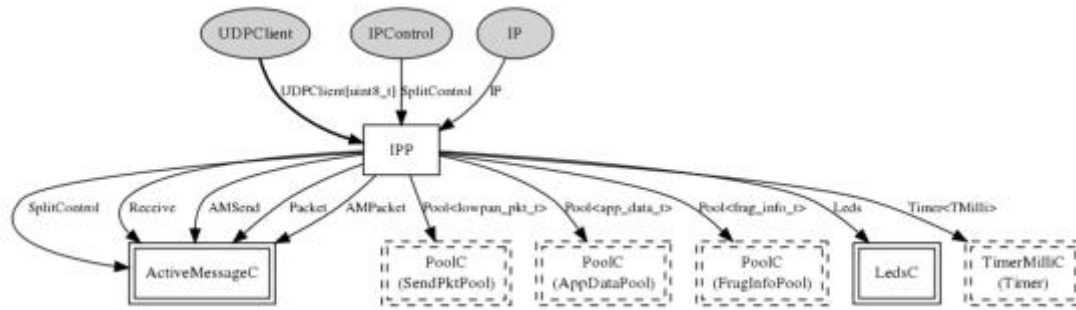 UDPClient
IPControl
IP
UDPClient[uint8_t]
SplitControl
IP
IPP
SplitControl
Receive
AMSend
Packet
AMPacket
Pool<lowpan_pkt_t>
Pool<app_data_t>
Pool<frag_info_t>
Leds
Timer<TMilli>
ActiveMessageC
PoolC
(SendPktPool)
PoolC
(AppDataPool)
PoolC
(FragInfoPool)
LedsC
TimerMilliC
(Timer)